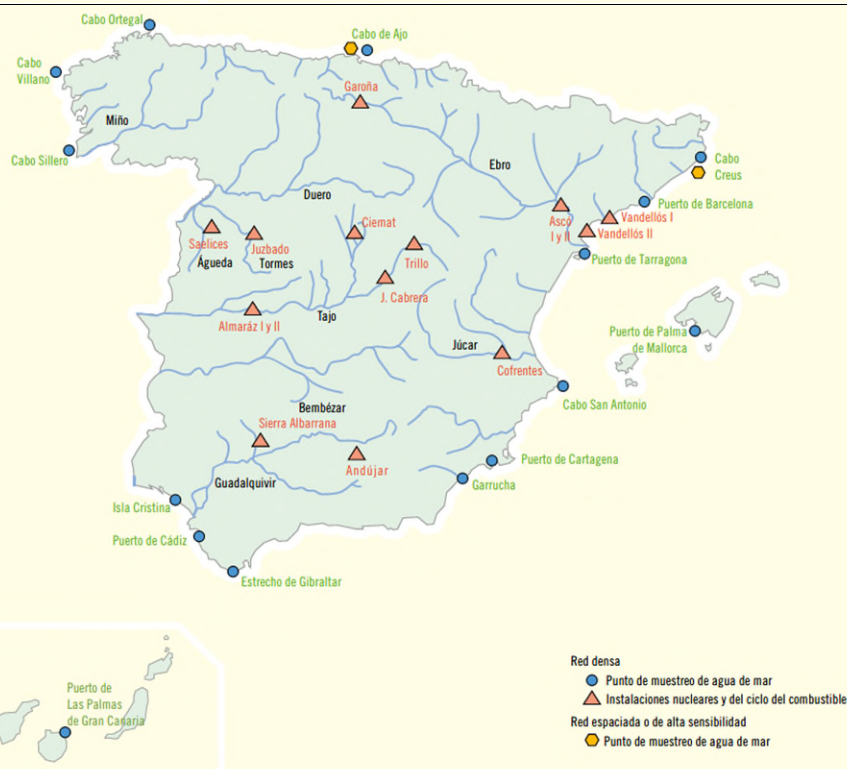 Cabo Ortegal
Cabo de Ajo
Cabo
Villano
Garoña
Miño
Cabo Sillero
Ebro
Cabo
Creus
Duero
Puerto de Barcelona
Ascó
I y II
Vandellós I
Vandellós II
Ciemat
Saelices
Juzbado
Águeda
Tormes
Trillo
Puerto de Tarragona
J. Cabrera
Almaráz I y II
Tajo
Puerto de Palma
de Mallorca
Júcar
Cofrentes
Cabo San Antonio
Bembézar
Sierra Albarrana
Andújar
Puerto de Cartagena
Guadalquivir
Garrucha
Isla Cristina
Puerto de Cádiz
Estrecho de Gibraltar
Puerto de
Las Palmas
de Gran Canaria
Red densa
Punto de muestreo de agua de mar
Instalaciones nucleares y del ciclo del combustible
Red espaciada o de alta sensibilidad
Punto de muestreo de agua de mar